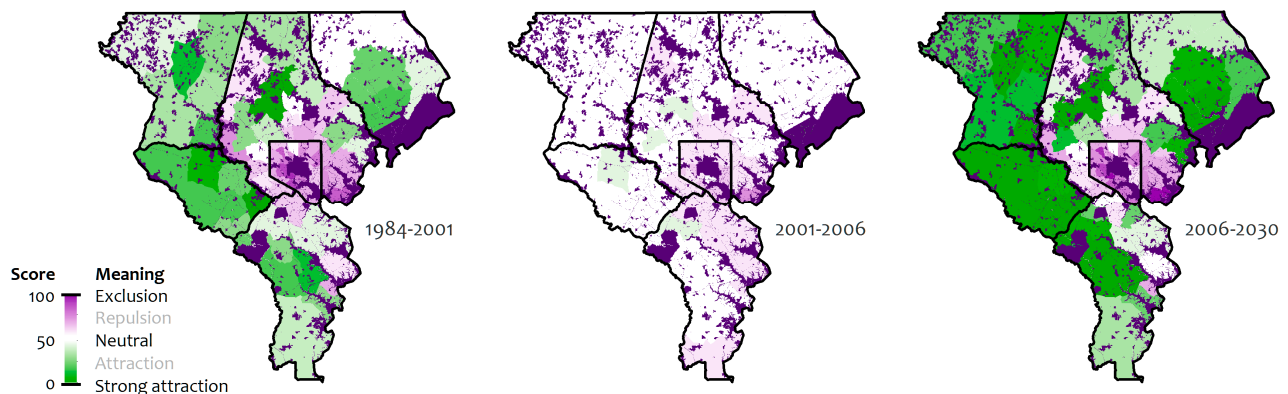 1984-2001
2001-2006
2006-2030
Score Meaning
100 Exclusion
Repulsion
50 Neutral
Attraction
0 Strong attraction